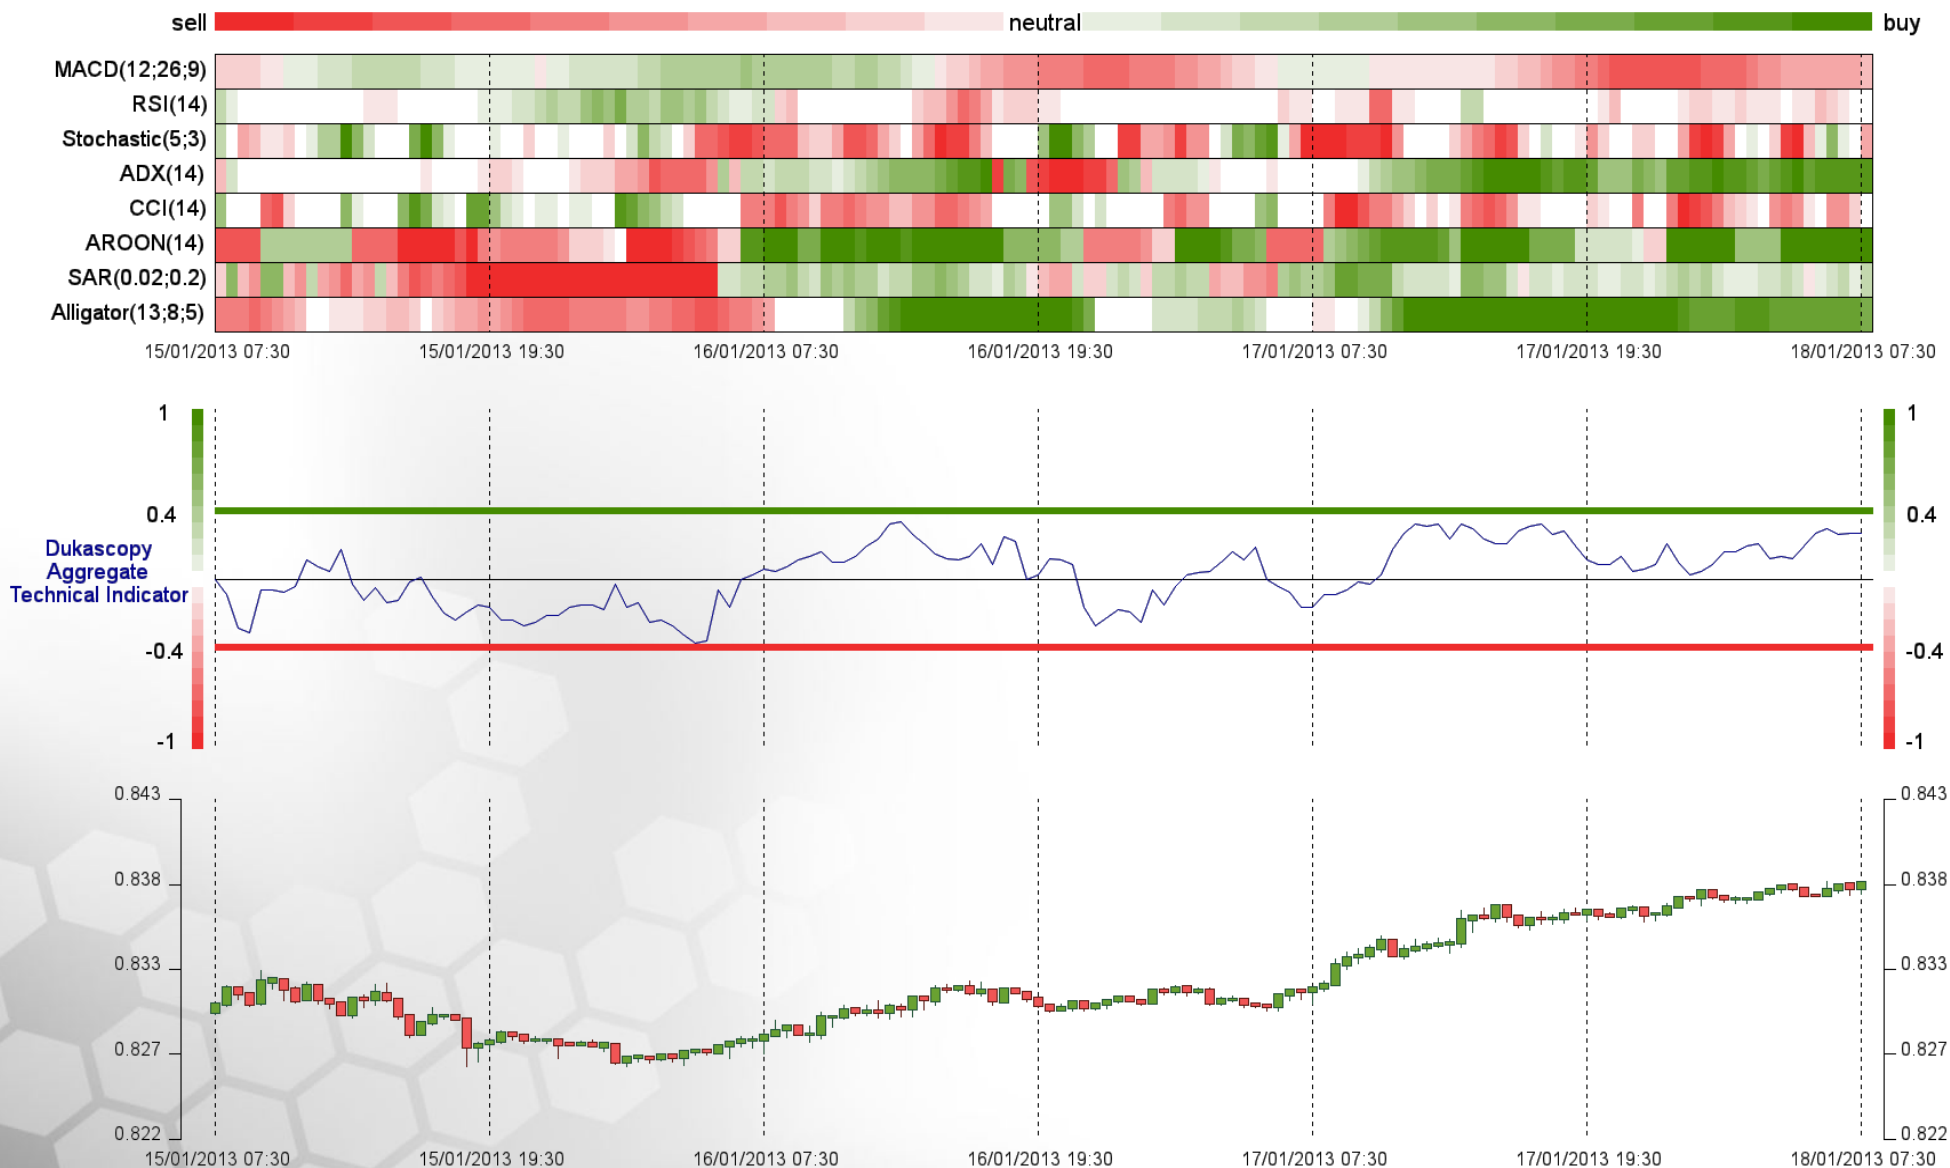 sell neutral buy
MACD(12;26;9)
RSI(14)
Stochastic(5;3)
ADX(14)
CCI(14)
AROON(14)
SAR(0.02;0.2)
Alligator(13;8;5)
15/01/2013 07:30 15/01/2013 19:30 16/01/2013 07:30 16/01/2013 19:30 17/01/2013 07:30 17/01/2013 19:30 18/01/2013 07:30
1 1
0.4 0.4
Dukascopy
Aggregate
Technical Indicator
-0.4 -0.4
-1 -1
0.843 0.843
0.838 0.838
0.833 0.833
0.827 0.827
0.822 0.822
15/01/2013 07:30 15/01/2013 19:30 16/01/2013 07:30 16/01/2013 19:30 17/01/2013 07:30 17/01/2013 19:30 18/01/2013 07:30